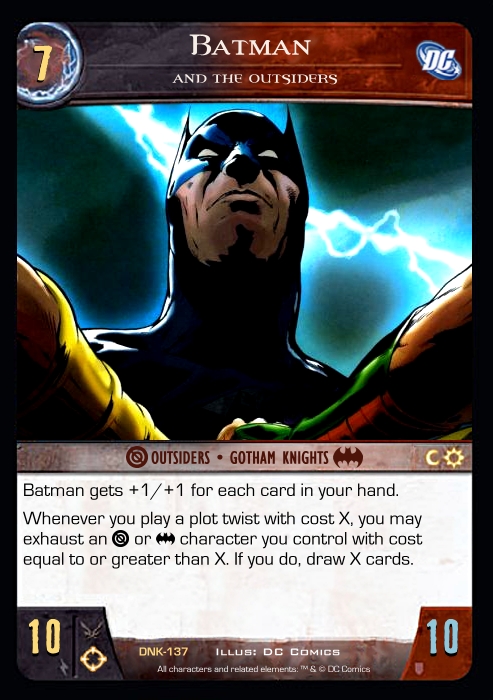 7
BATMAN
DC
AND THE OUTSIDERS
OUTSIDERS • GOTHAM KNIGHTS
C
Batman gets +1/+1 for each card in your hand.
Whenever you play a plot twist with cost X, you may
exhaust an or character you control with cost
equal to or greater than X. If you do, draw X cards.
10
DNK-137 ILLUS: DC COMICS
10
All characters and related elements: ™ & © DC Comics